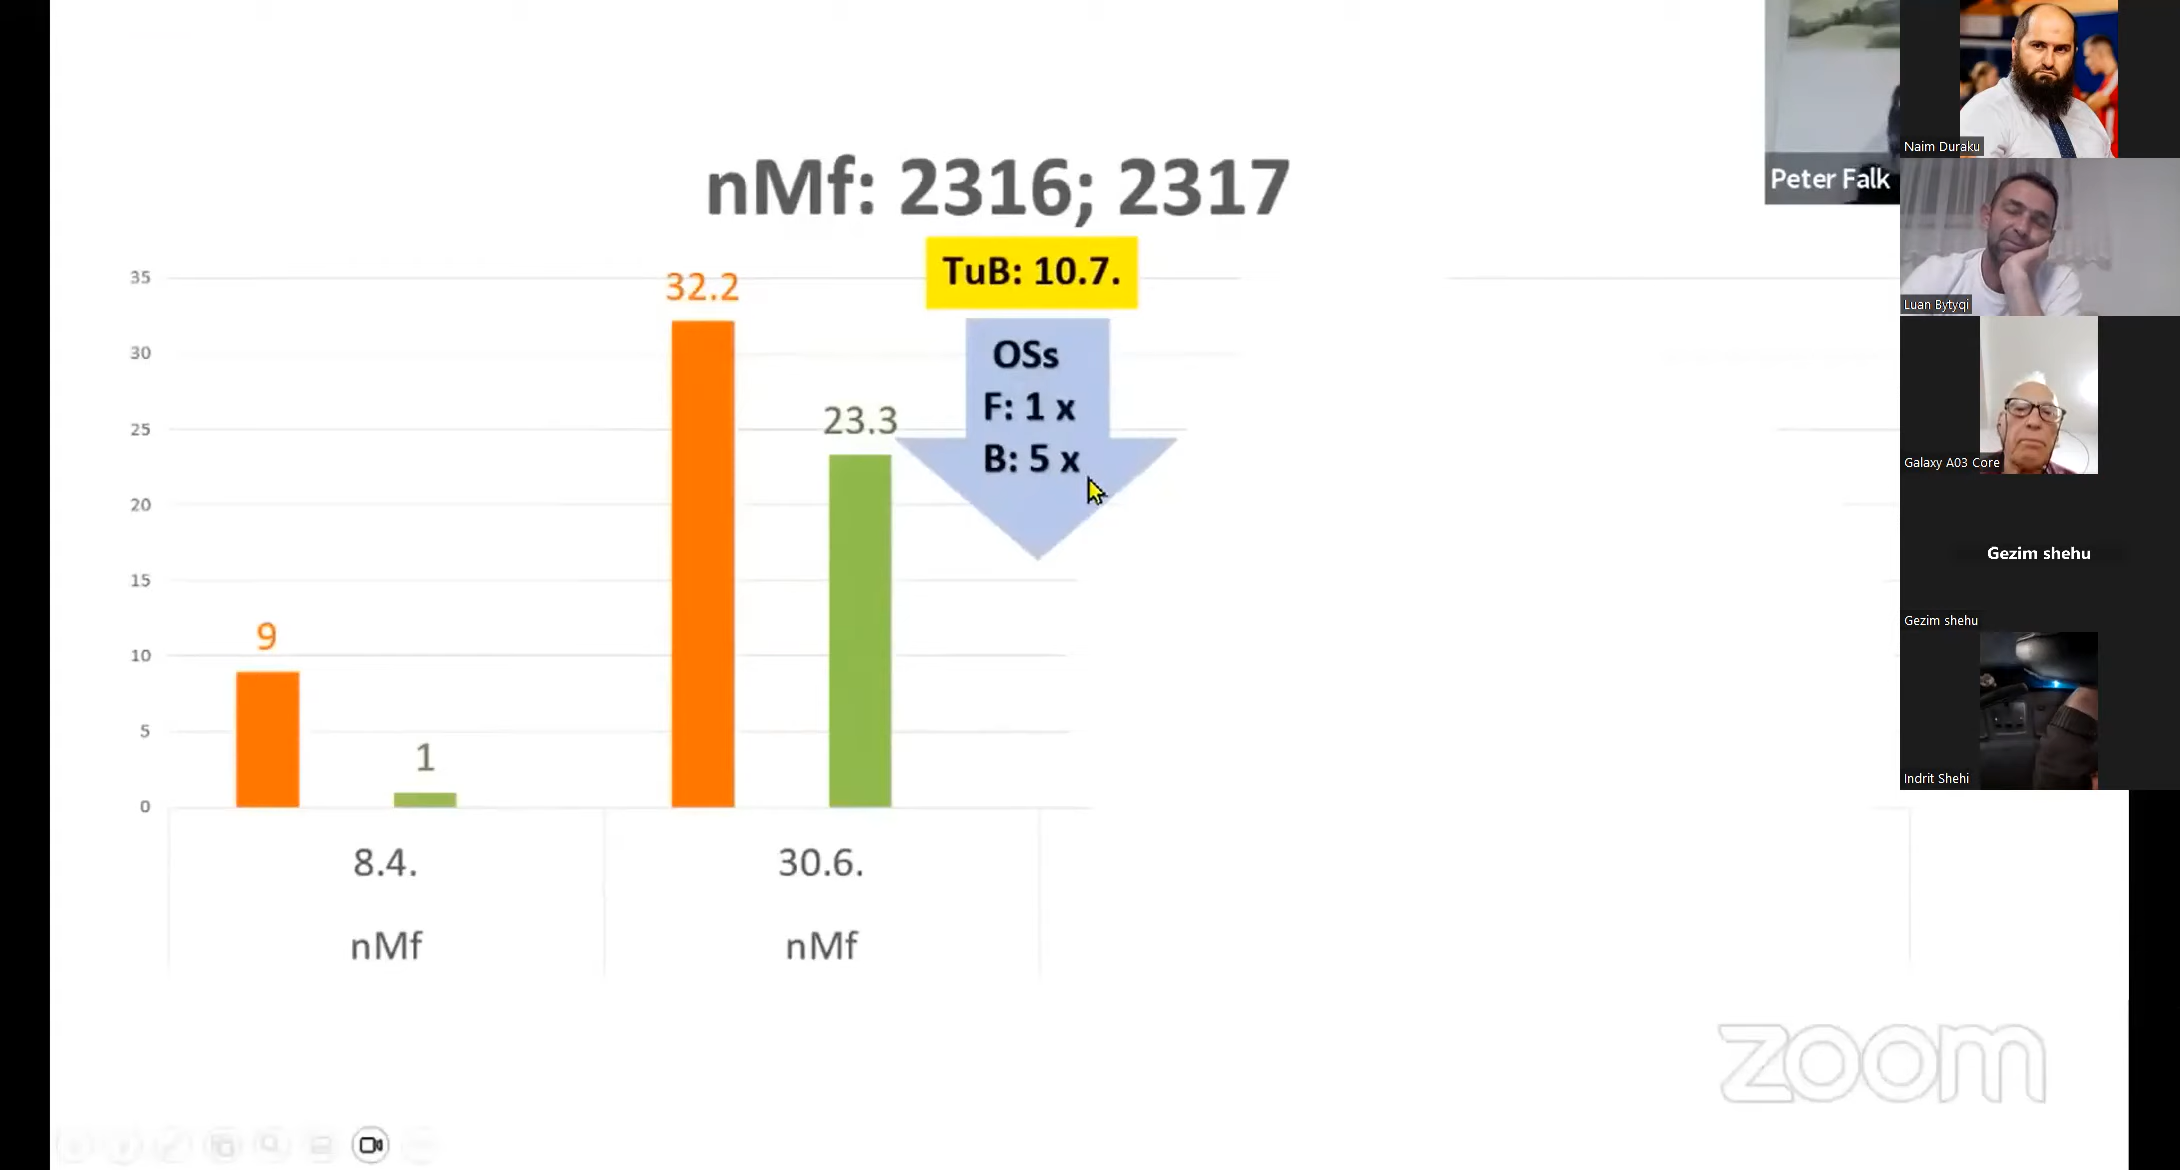 nMf: 2316; 2317
TuB: 10.7.
OSs
F: 1 x
B: 5 x
35
30
25
20
15
10
5
0
9
1
32.2
23.3
8.4.
30.6.
nMf
nMf
Peter Falk
Naim Duraku
Luan Bytyqi
Galaxy A03 Core
Gezim shehu
Gezim shehu
Indrit Shehi
zoom